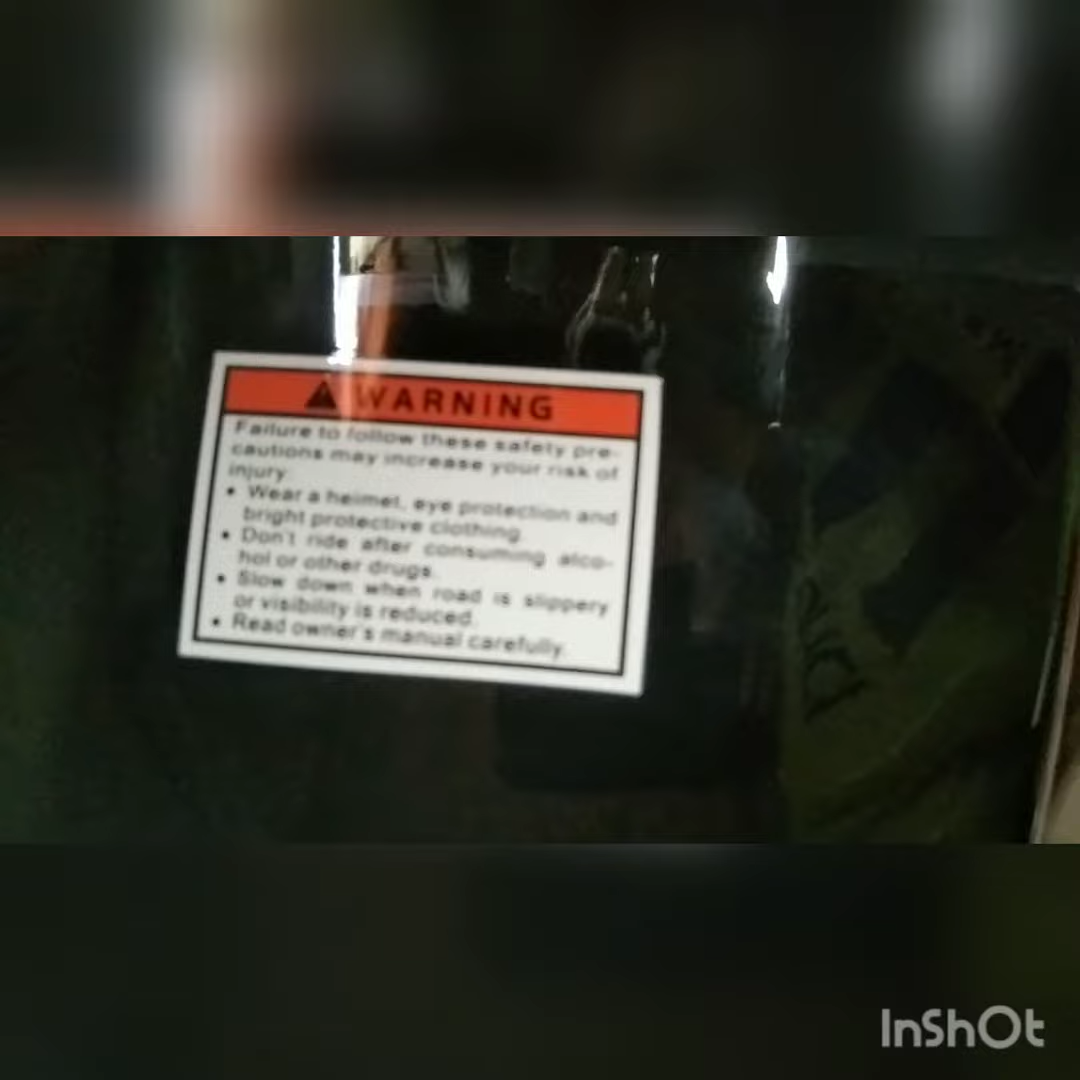 WARNING
Failure to follow these safety pre-
cautions may increase your risk of
injury
• Wear a helmet, eye protection and
bright protective clothing.
• Don't ride after consuming alco-
hol or other drugs.
• Slow down when road is slippery
or visibility is reduced.
• Read owner's manual carefully.
InShOt